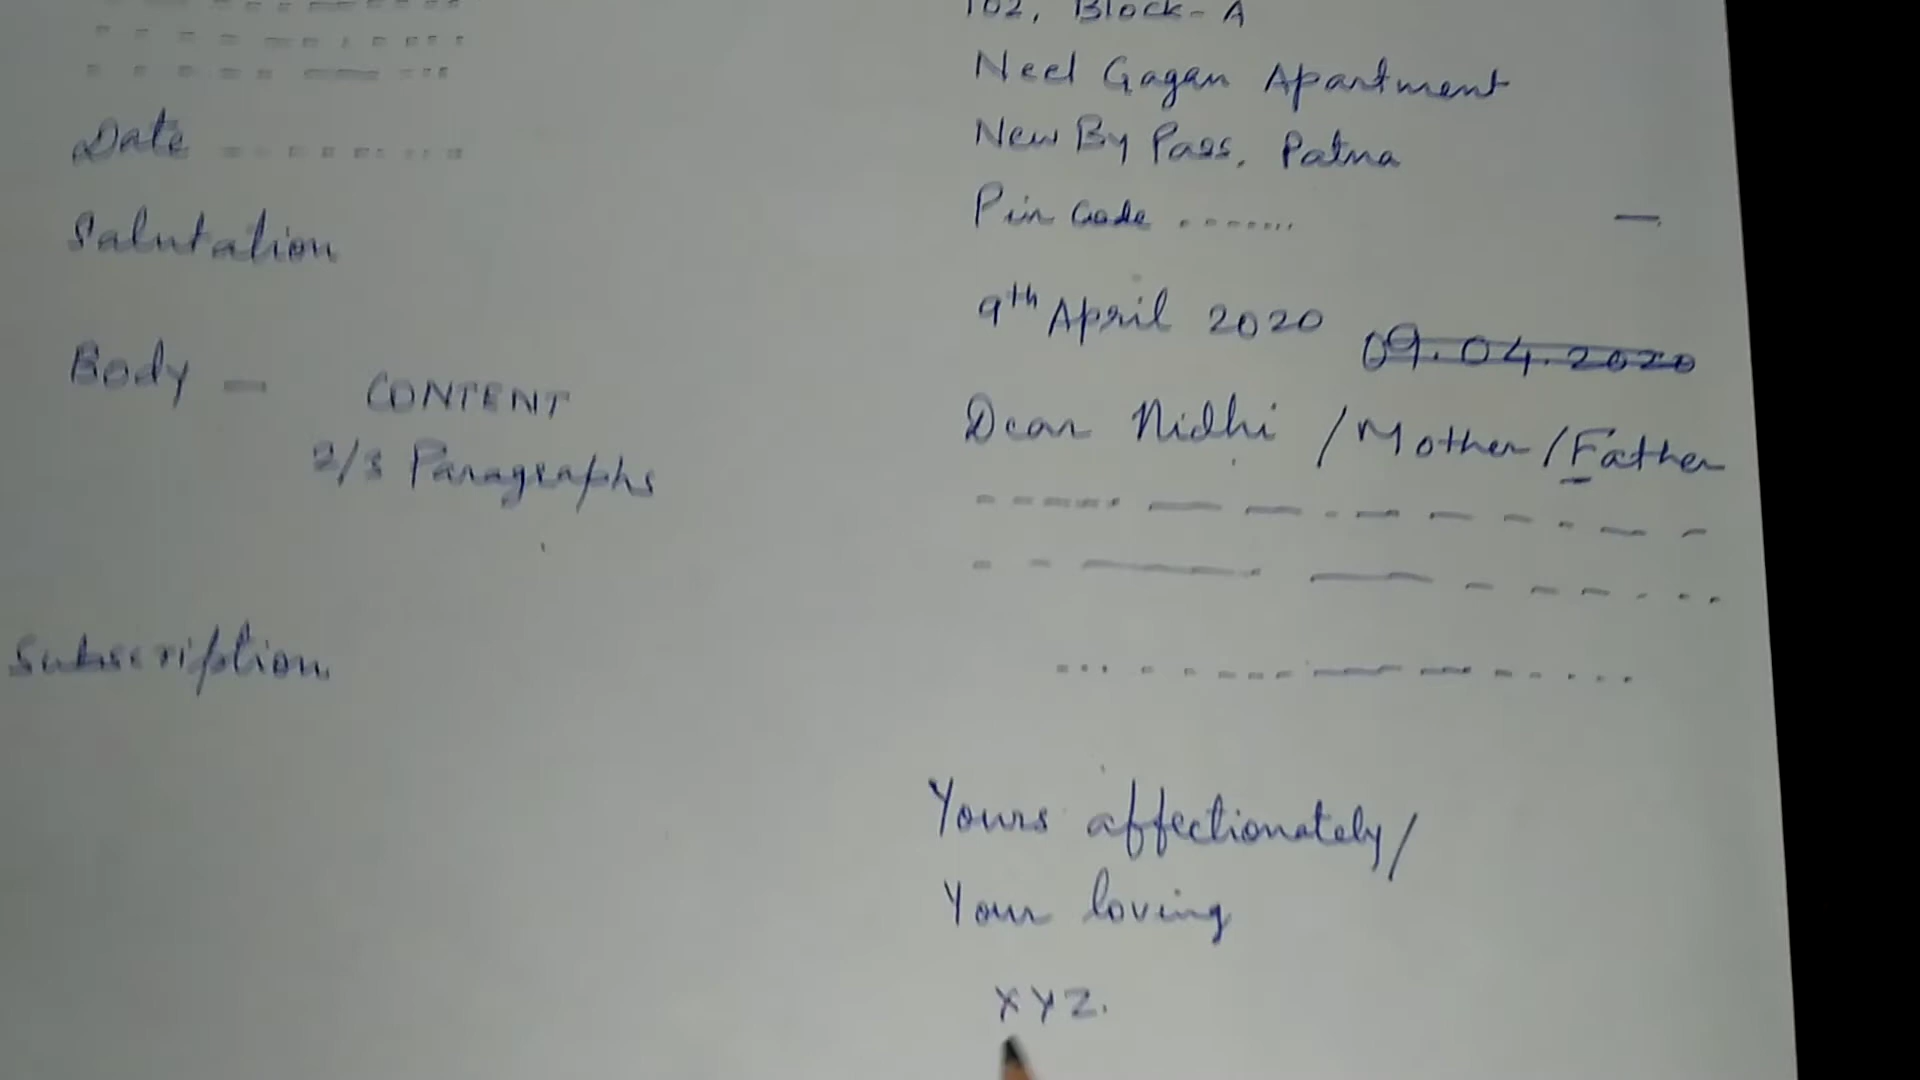 Date ..........
Salutation
Body – CONTENT
2/3 Paragraphs
Subscription
102, Block-A
Neel Gagan Apartment
New By Pass, Patna
Pin Code .......
9th April 2020 09.04.2020
Dear Nidhi / Mother / Father
Yours affectionately/
Your loving
XYZ.